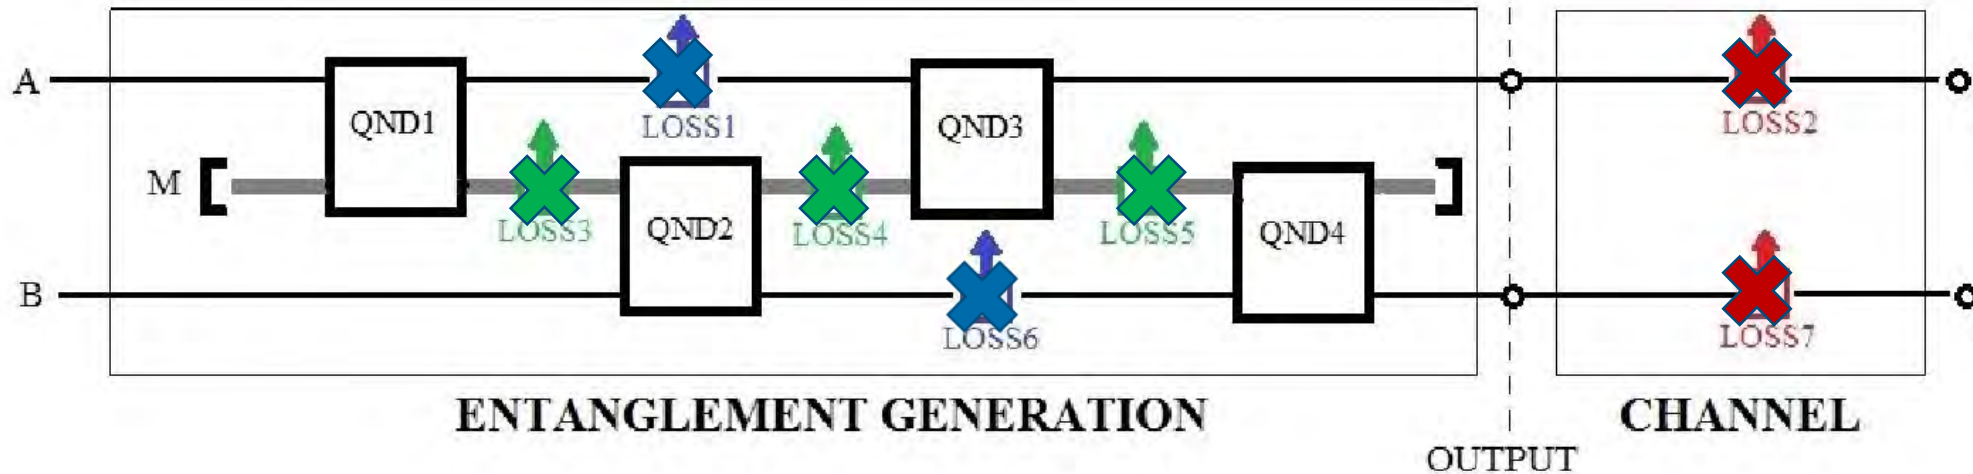 A
QND1
LOSS1
QND3
LOSS2
M
LOSS3
QND2
LOSS4
LOSS5
QND4
B
LOSS6
LOSS7
ENTANGLEMENT GENERATION
CHANNEL
OUTPUT